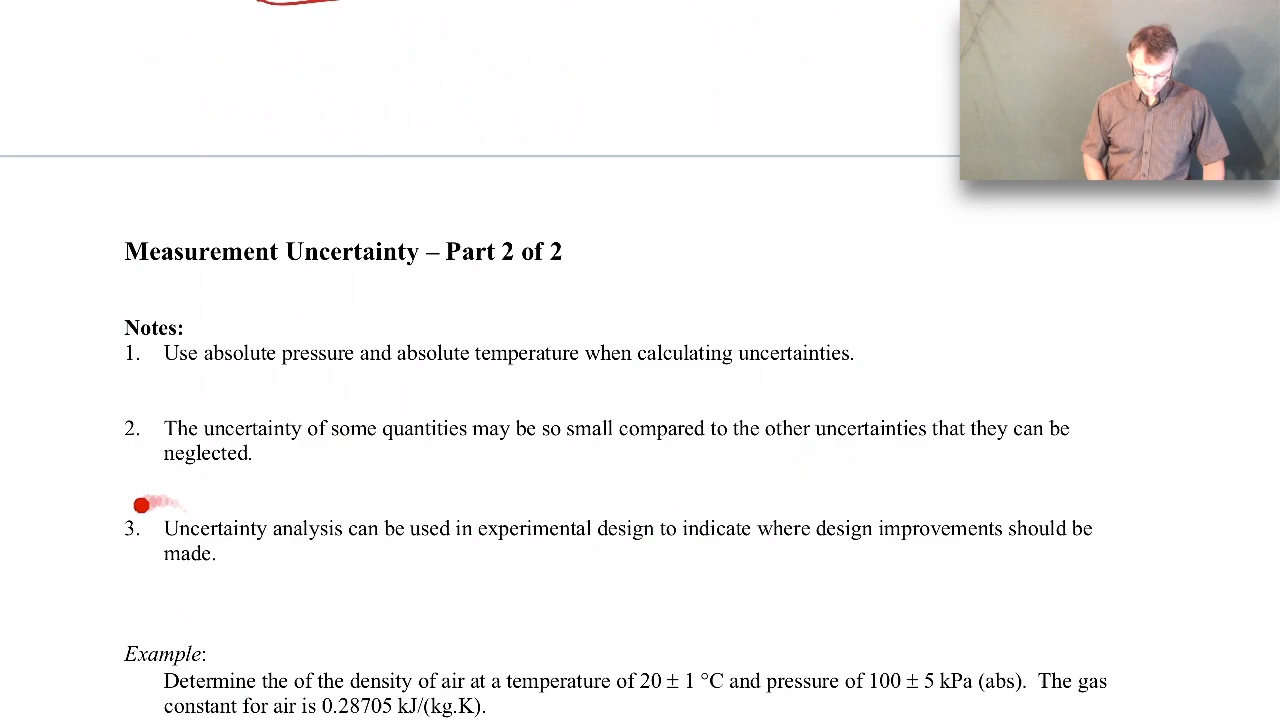 Measurement Uncertainty – Part 2 of 2
Notes:
1. Use absolute pressure and absolute temperature when calculating uncertainties.
2. The uncertainty of some quantities may be so small compared to the other uncertainties that they can be
neglected.
3. Uncertainty analysis can be used in experimental design to indicate where design improvements should be
made.
Example:
Determine the of the density of air at a temperature of 20 ± 1 °C and pressure of 100 ± 5 kPa (abs). The gas
constant for air is 0.28705 kJ/(kg.K).